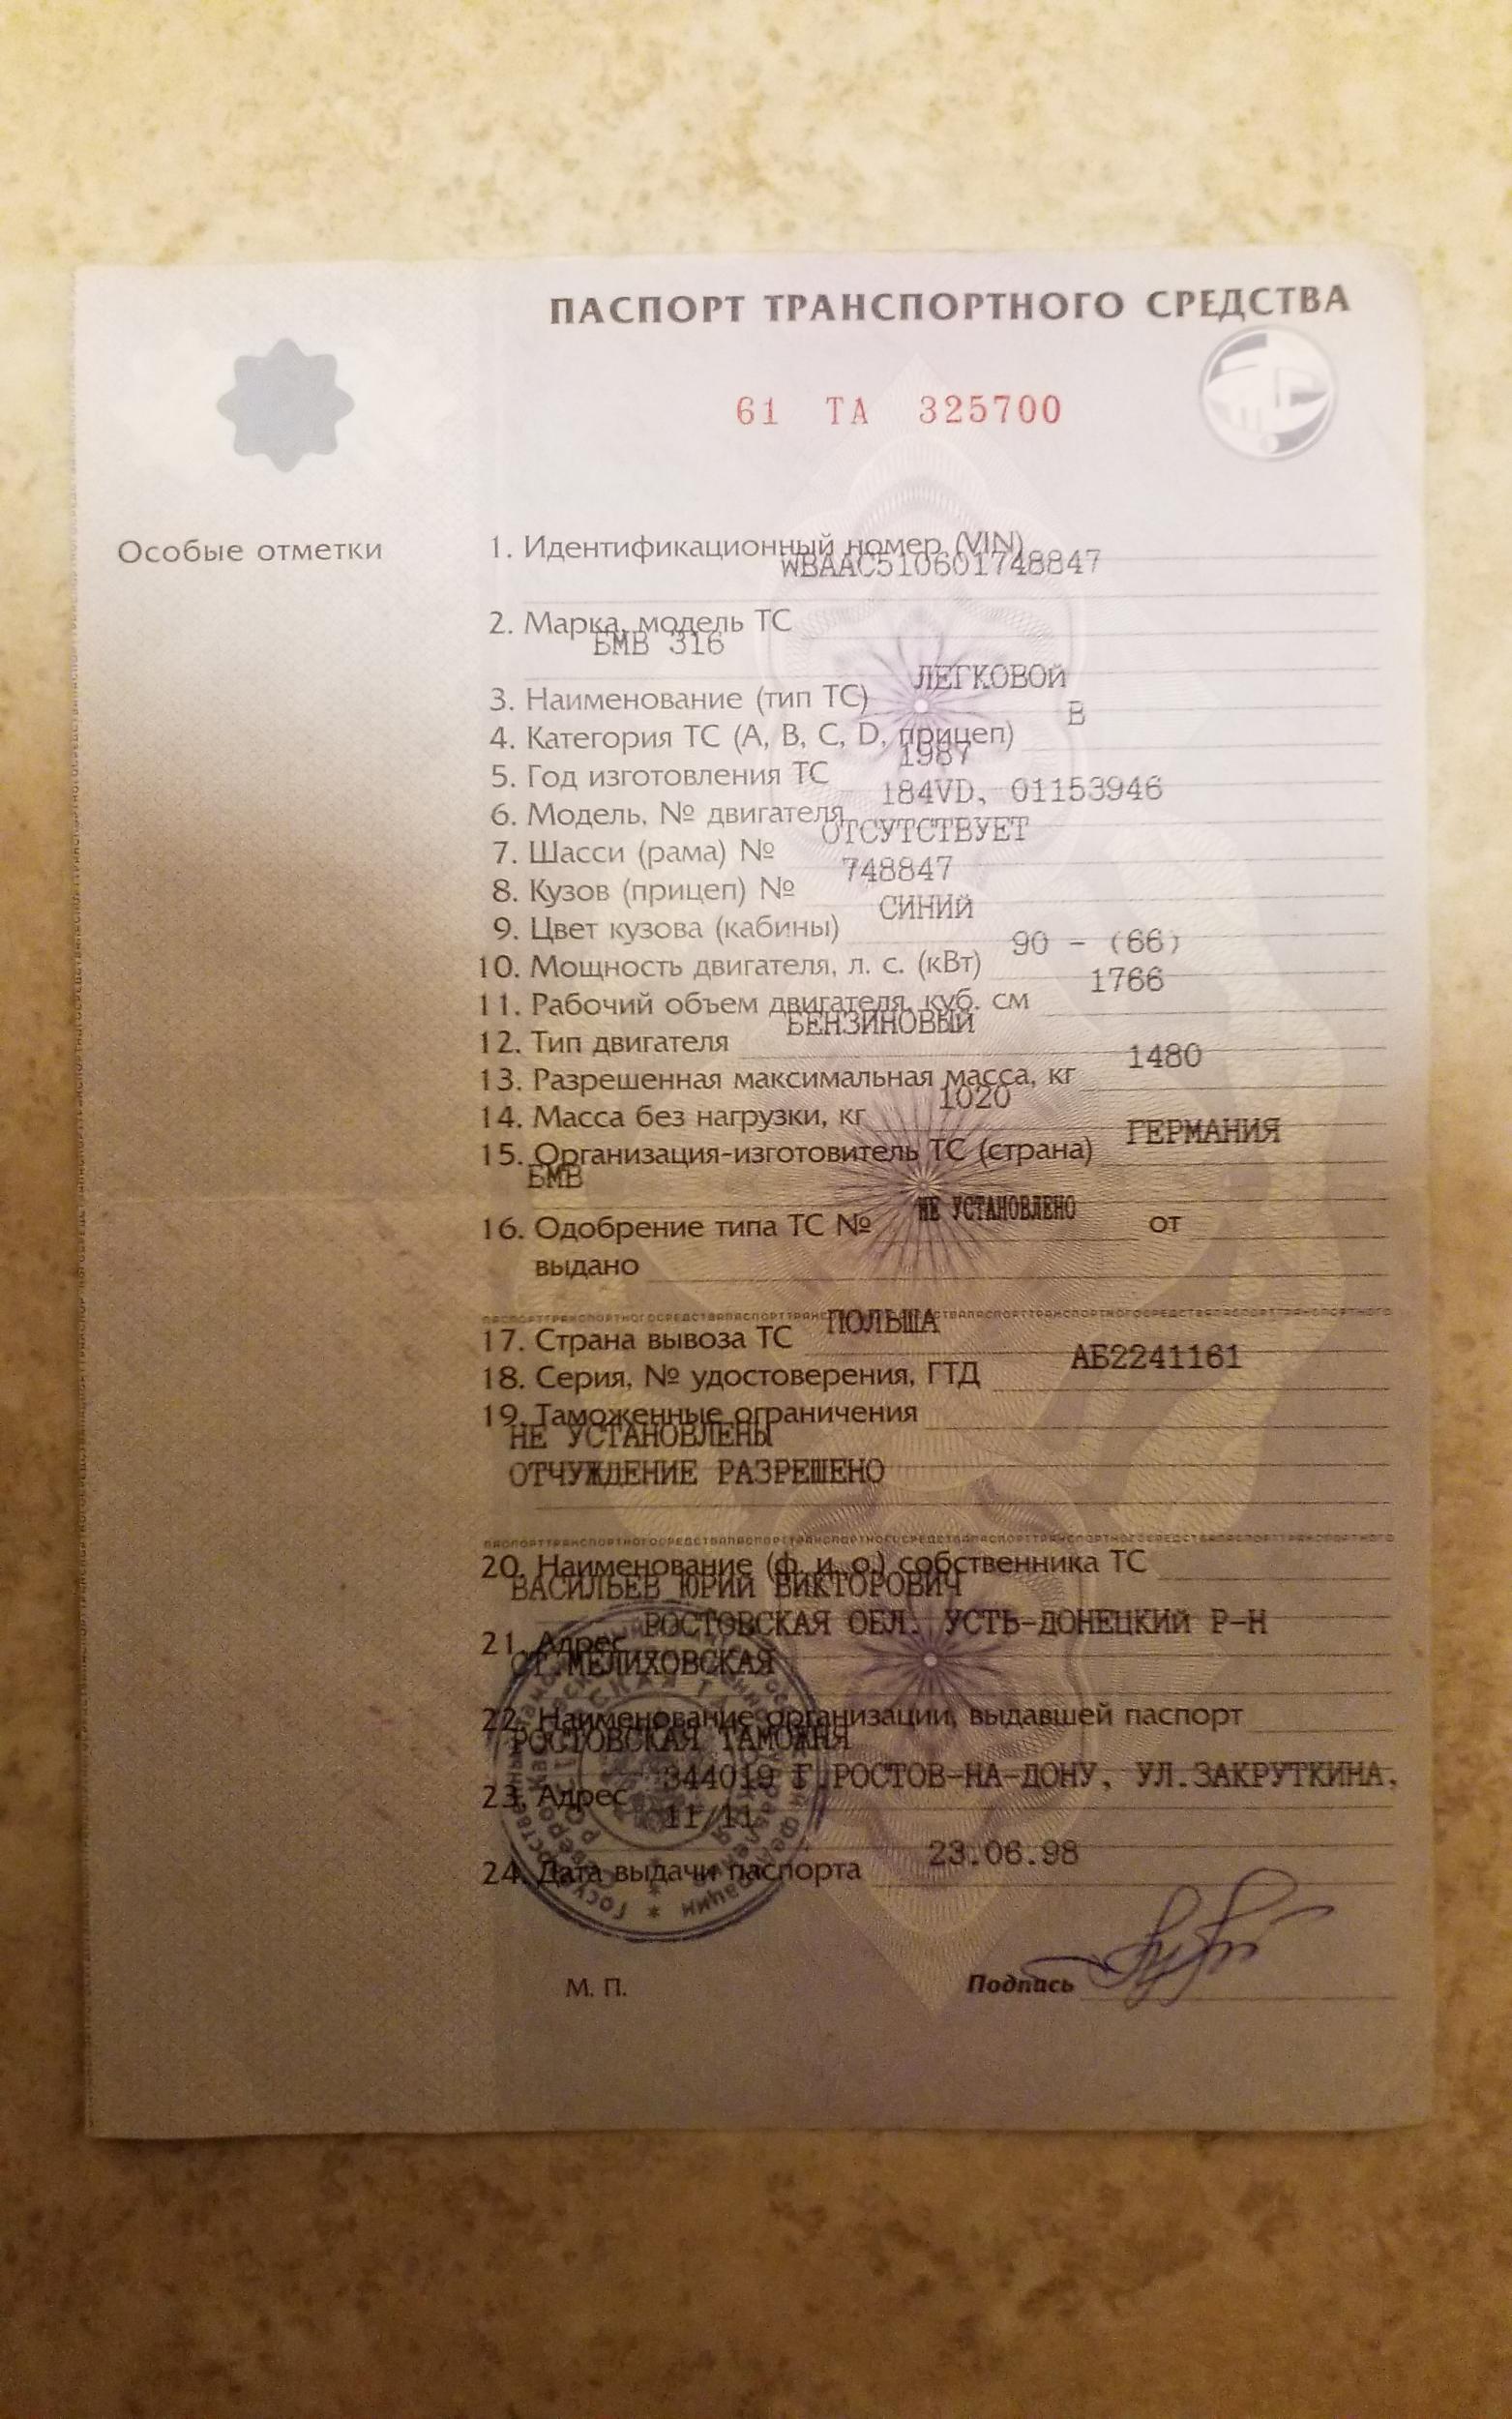 ПАСПОРТ ТРАНСПОРТНОГО СРЕДСТВА
61 ТА 325700
Особые отметки
1. Идентификационный номер (VIN)
WBAAC510601748847
2. Марка, модель ТС
БМВ 316
3. Наименование (тип ТС) ЛЕГКОВОЙ
4. Категория ТС (А, В, С, D, прицеп) В
5. Год изготовления ТС 1987
6. Модель, № двигателя 184VD, 01153946
7. Шасси (рама) № ОТСУТСТВУЕТ
8. Кузов (прицеп) № 748847
9. Цвет кузова (кабины) СИНИЙ
10. Мощность двигателя, л. с. (кВт) 90 - (66)
11. Рабочий объем двигателя, куб. см 1766
12. Тип двигателя БЕНЗИНОВЫЙ
13. Разрешенная максимальная масса, кг 1480
14. Масса без нагрузки, кг 1020
15. Организация-изготовитель ТС (страна) ГЕРМАНИЯ
БМВ
16. Одобрение типа ТС № НЕ УСТАНОВЛЕНО от
выдано
17. Страна вывоза ТС ПОЛЬША
18. Серия, № удостоверения, ГТД АБ2241161
19. Таможенные ограничения
НЕ УСТАНОВЛЕНЫ
ОТЧУЖДЕНИЕ РАЗРЕШЕНО
20. Наименование (ф. и. о.) собственника ТС
ВАСИЛЬЕВ ЮРИЙ ВИКТОРОВИЧ
21. Адрес РОСТОВСКАЯ ОБЛ. УСТЬ-ДОНЕЦКИЙ Р-Н
СТ.МЕЛИХОВСКАЯ
22. Наименование организации, выдавшей паспорт
РОСТОВСКАЯ ТАМОЖНЯ
23. Адрес 344019 Г.РОСТОВ-НА-ДОНУ, УЛ.ЗАКРУТКИНА,
11/11
24. Дата выдачи паспорта 23.06.98
М. П.
Подпись